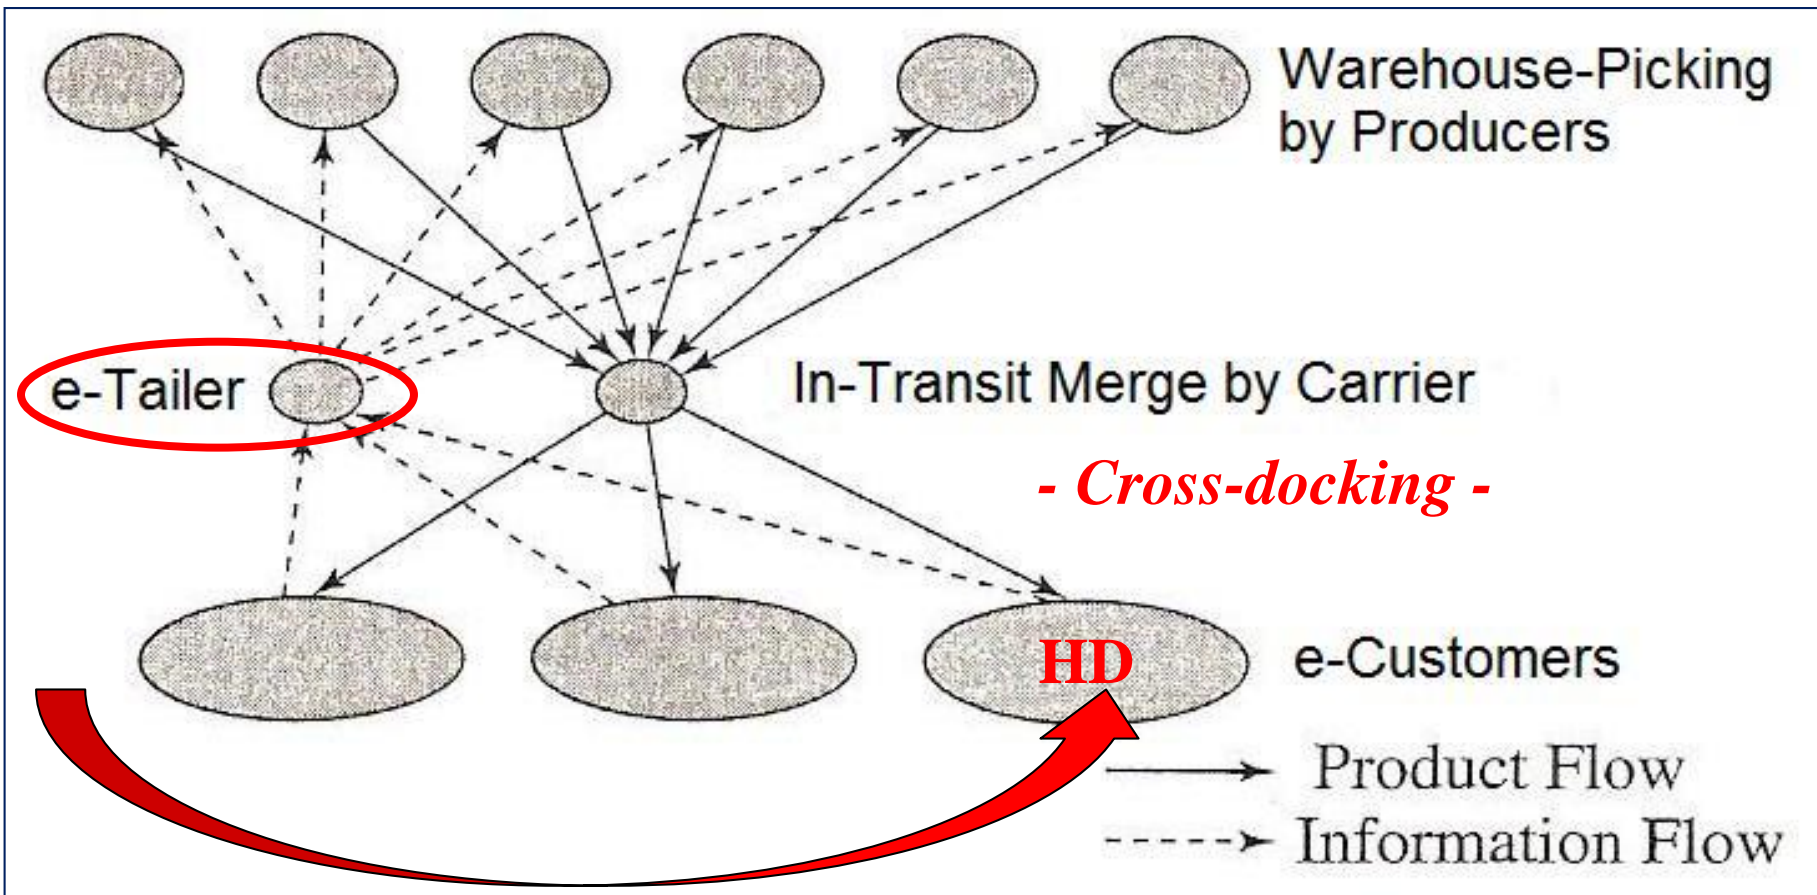 Warehouse-Picking
by Producers
e-Tailer
In-Transit Merge by Carrier
- Cross-docking -
HD
e-Customers
Product Flow
Information Flow